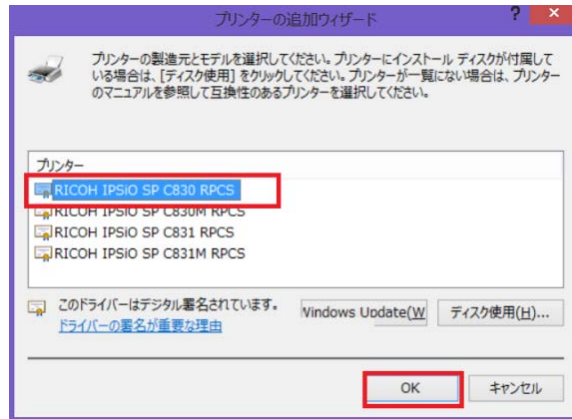 プリンターの追加ウィザード
? ×
プリンターの製造元とモデルを選択してください。プリンターにインストール ディスクが付属して
いる場合は、[ディスク使用] をクリックしてください。プリンターが一覧にない場合は、プリンター
のマニュアルを参照して互換性のあるプリンターを選択してください。
プリンター
RICOH IPSiO SP C830 RPCS
RICOH IPSiO SP C830M RPCS
RICOH IPSiO SP C831 RPCS
RICOH IPSiO SP C831M RPCS
このドライバーはデジタル署名されています。
ドライバーの署名が重要な理由
Windows Update(W
ディスク使用(H)...
OK
キャンセル